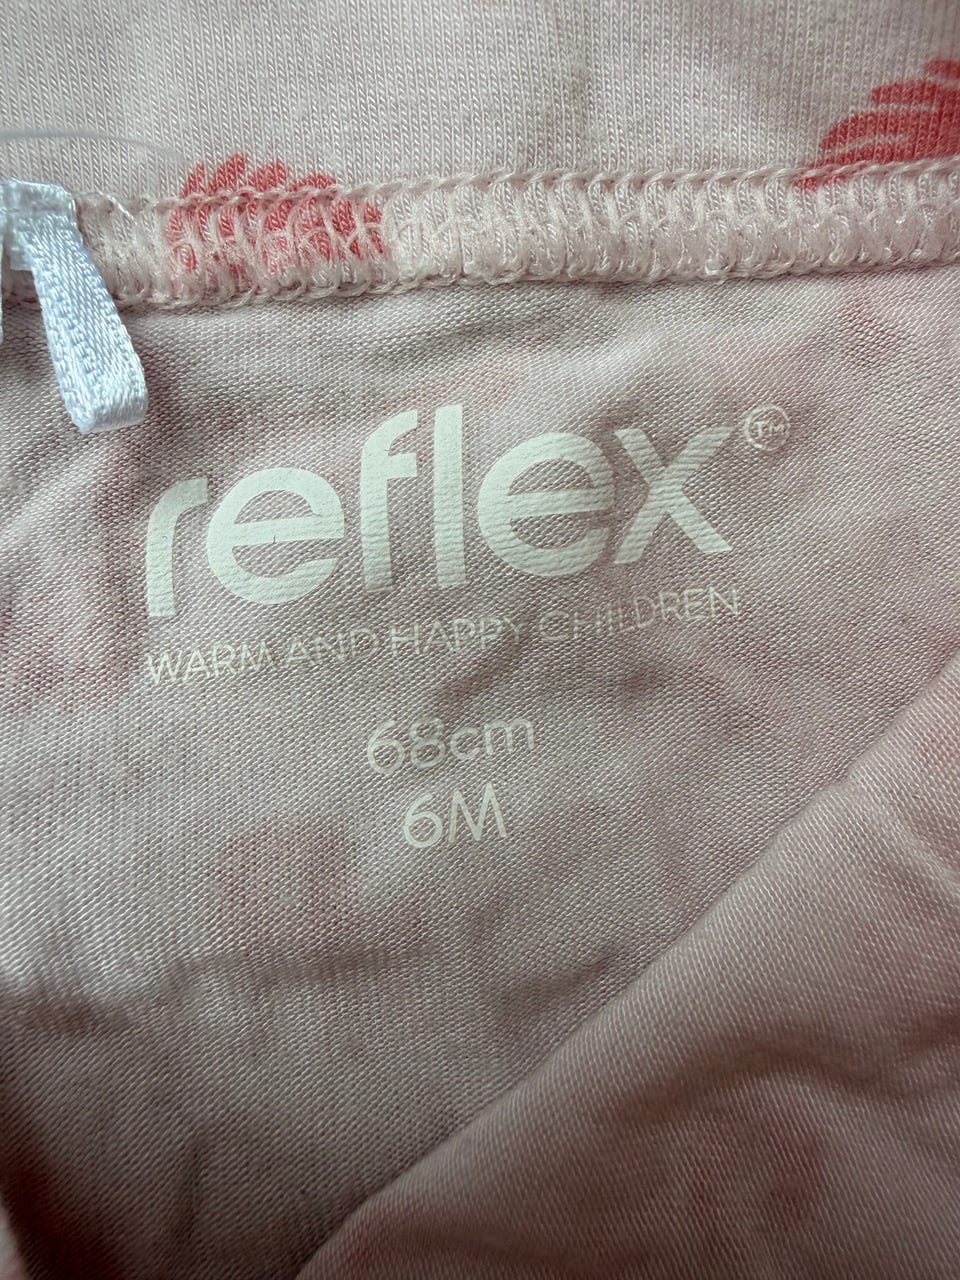 reflex™
WARM AND HAPPY CHILDREN
68cm
6M